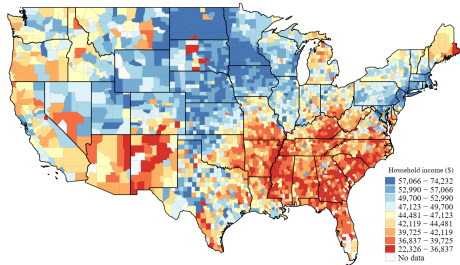 Household income ($)
57,066 – 74,232
52,990 – 57,066
49,700 – 52,990
47,123 – 49,700
44,481 – 47,123
42,119 – 44,481
39,725 – 42,119
36,837 – 39,725
22,326 – 36,837
No data